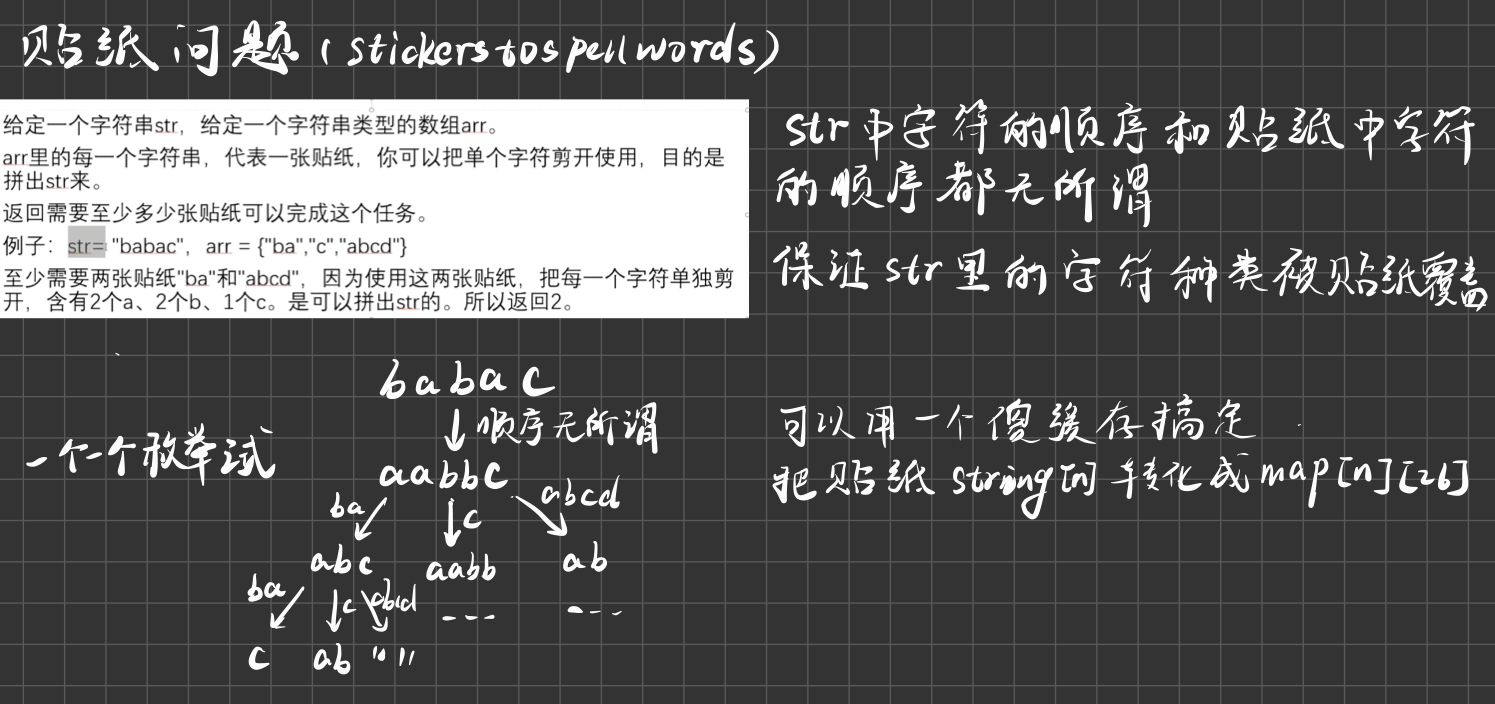 贴纸问题（stickerstospellwords）
给定一个字符串str，给定一个字符串类型的数组arr。
arr里的每一个字符串，代表一张贴纸，你可以把单个字符剪开使用，目的是
拼出str来。
返回需要至少多少张贴纸可以完成这个任务。
例子：str= "babac"，arr = {"ba","c","abcd"}
至少需要两张贴纸"ba"和"abcd"，因为使用这两张贴纸，把每一个字符单独剪
开，含有2个a、2个b、1个c。是可以拼出str的。所以返回2。
str中字符的顺序和贴纸中字符
的顺序都无所谓
保证str里的字符种类被贴纸覆盖
babac
顺序无所谓
一个一个枚举试
aabbc
ba c abcd
abc aabb ab
ba c abcd --- ---
c ab ""
可以用一个傻缓存搞定
把贴纸string[n]转化成map[n][26]